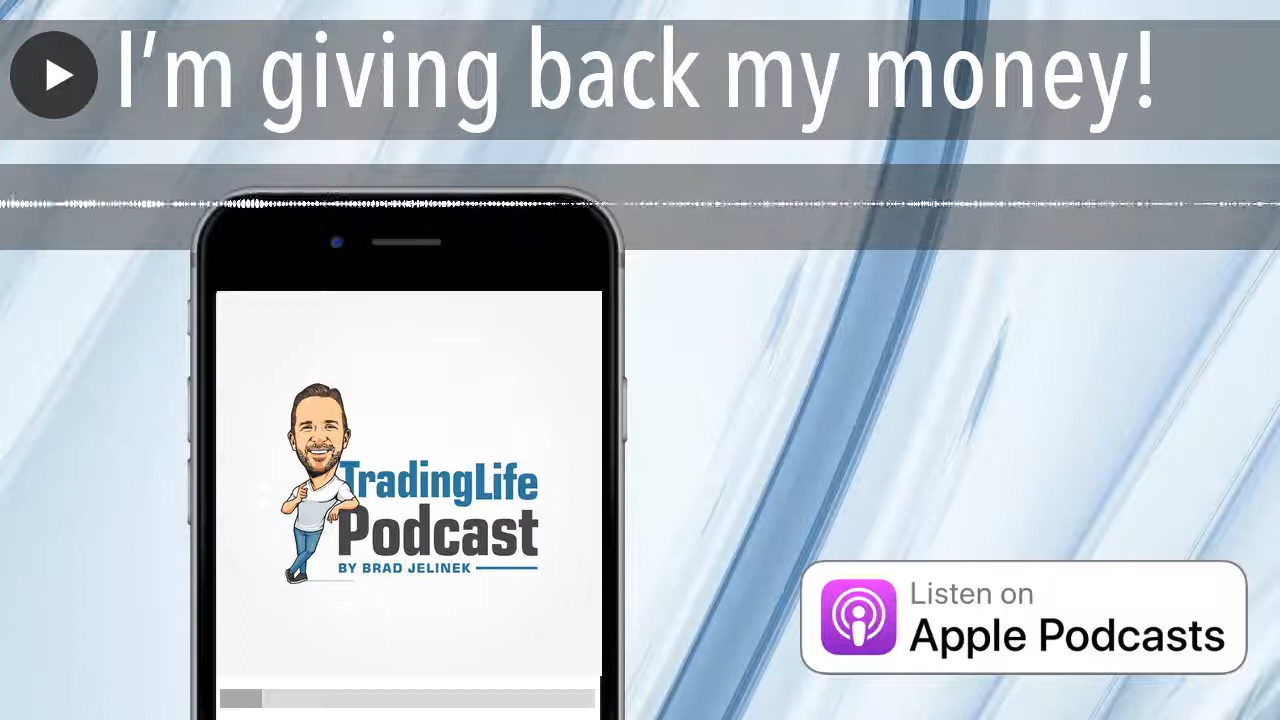 I’m giving back my money!
TradingLife
Podcast
BY BRAD JELINEK
Listen on
Apple Podcasts